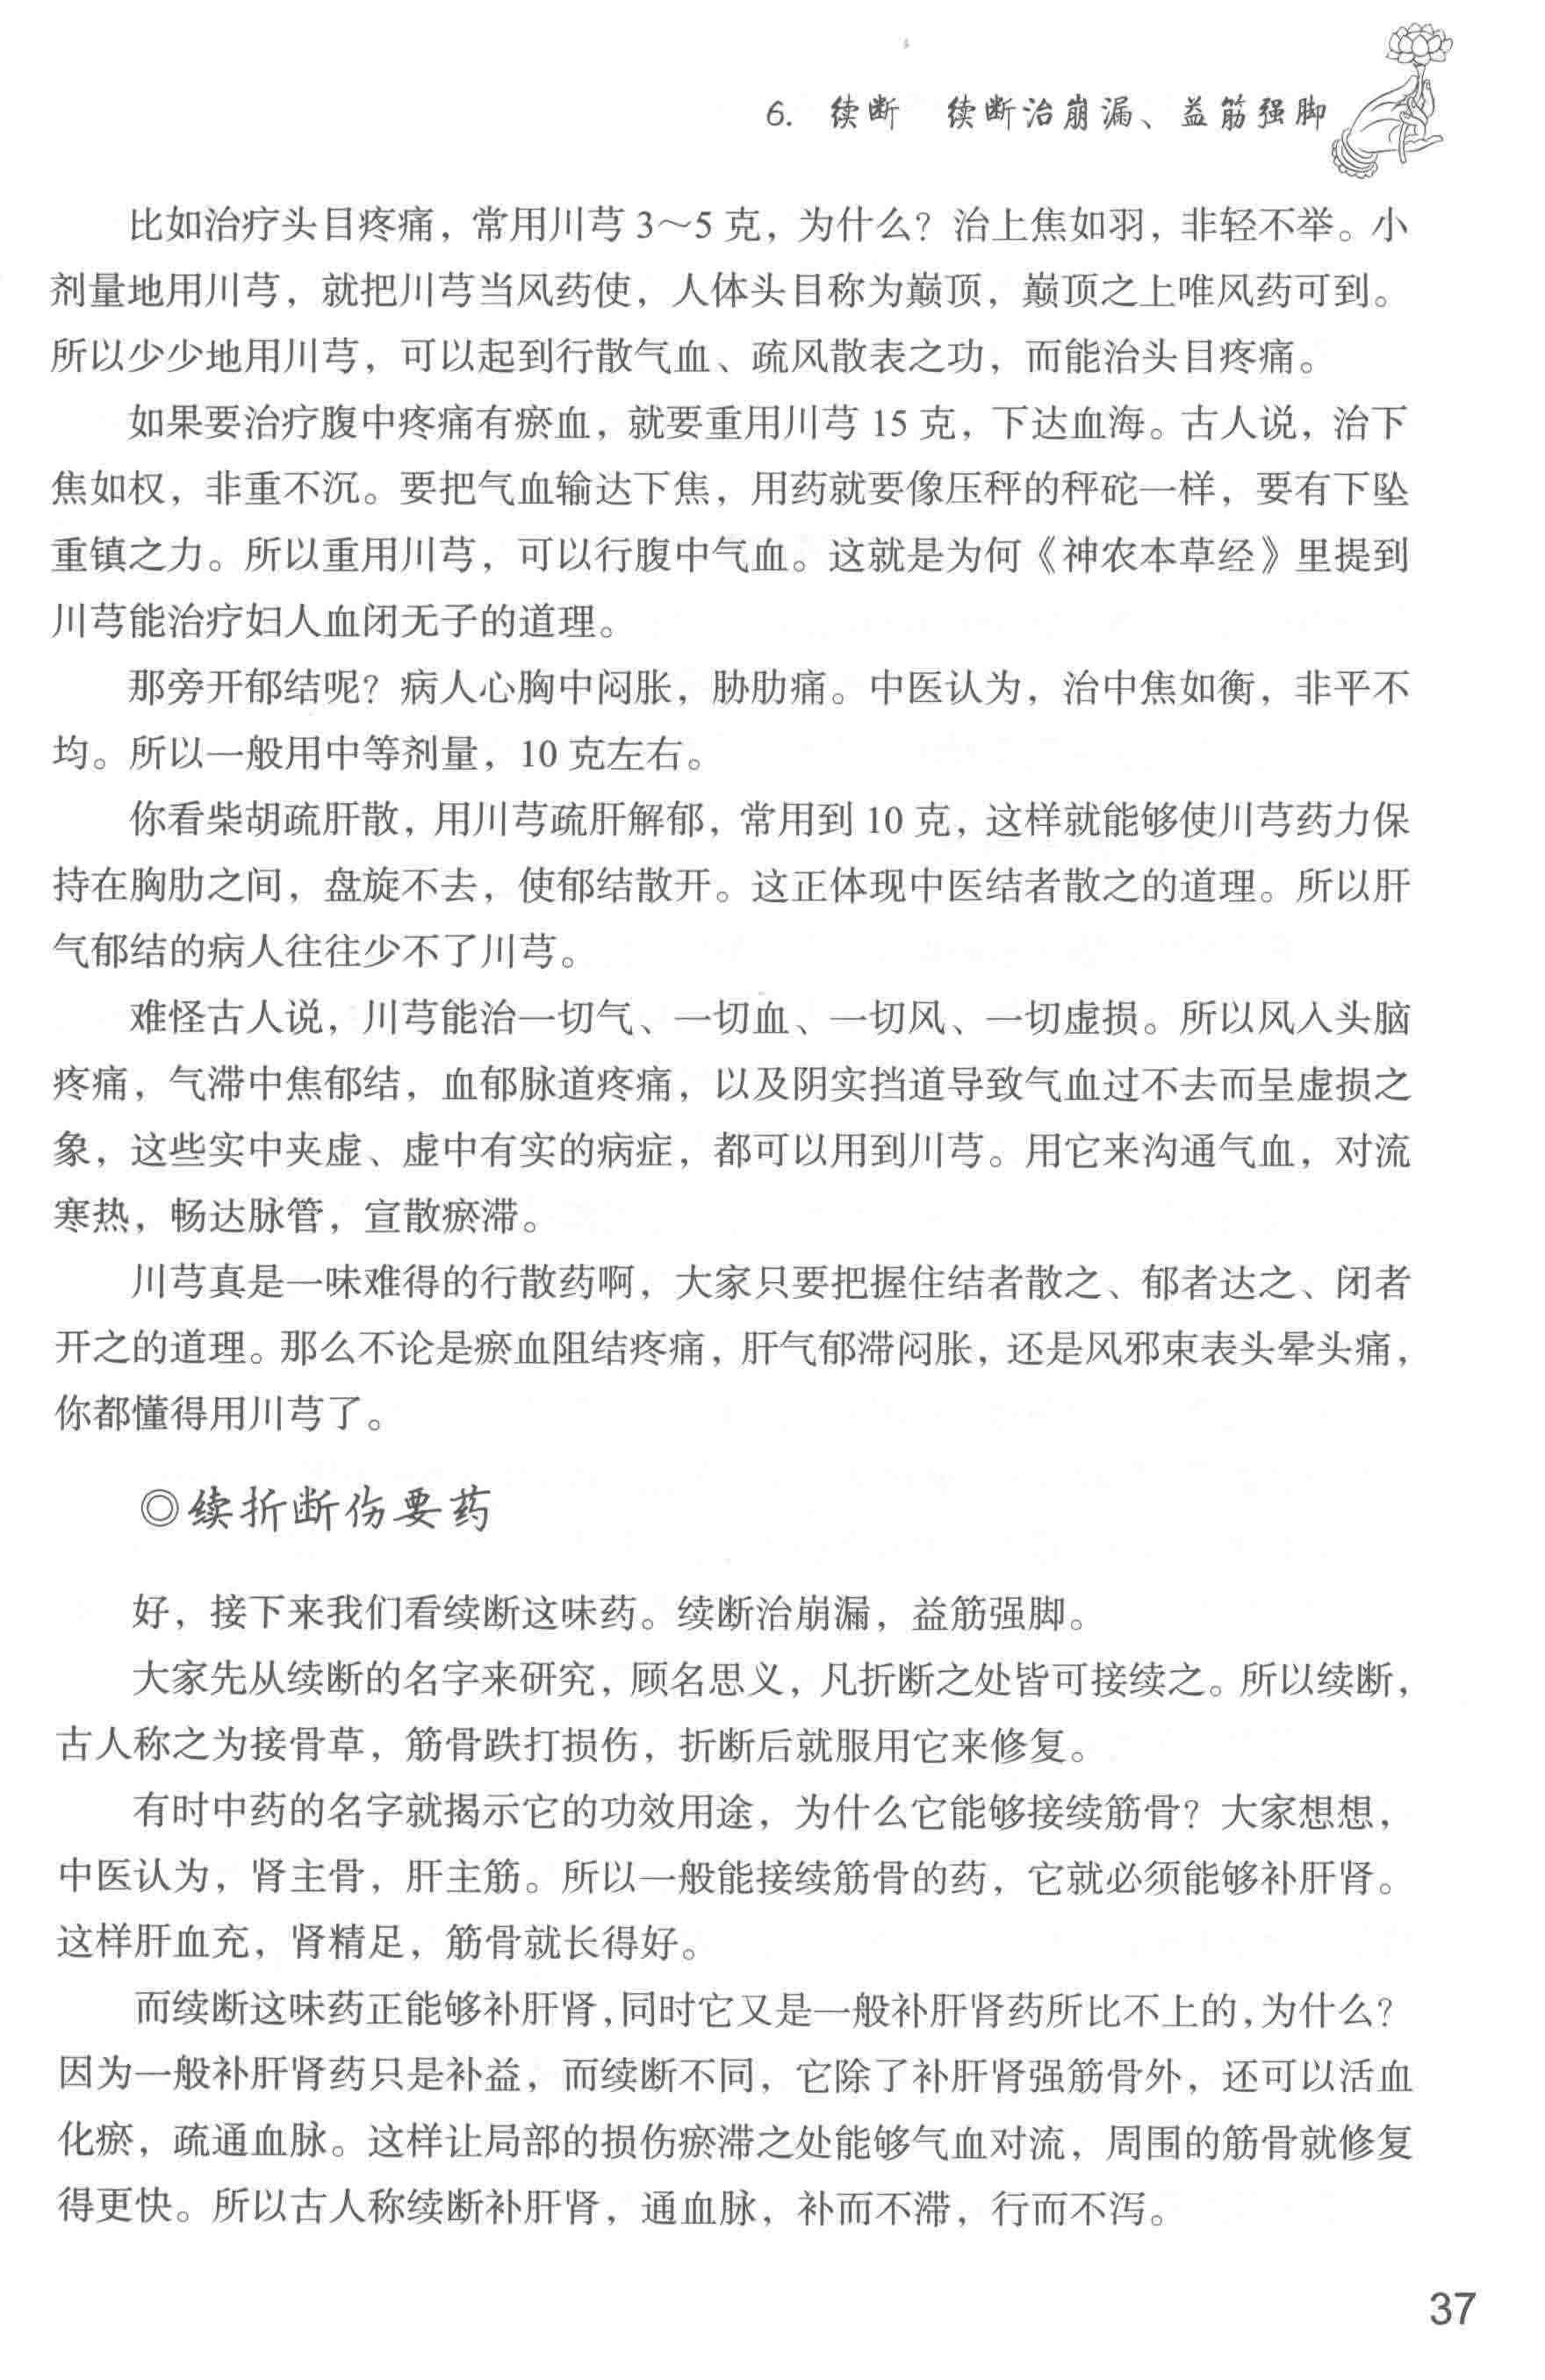 6. 续断　续断治崩漏、益筋强脚
比如治疗头目疼痛，常用川芎 3～5 克，为什么？治上焦如羽，非轻不举。小
剂量地用川芎，就把川芎当风药使，人体头目称为巅顶，巅顶之上唯风药可到。
所以少少地用川芎，可以起到行散气血、疏风散表之功，而能治头目疼痛。
如果要治疗腹中疼痛有瘀血，就要重用川芎 15 克，下达血海。古人说，治下
焦如权，非重不沉。要把气血输达下焦，用药就要像压秤的秤砣一样，要有下坠
重镇之力。所以重用川芎，可以行腹中气血。这就是为何《神农本草经》里提到
川芎能治疗妇人血闭无子的道理。
那旁开郁结呢？病人心胸中闷胀，胁肋痛。中医认为，治中焦如衡，非平不
均。所以一般用中等剂量，10 克左右。
你看柴胡疏肝散，用川芎疏肝解郁，常用到 10 克，这样就能够使川芎药力保
持在胸肋之间，盘旋不去，使郁结散开。这正体现中医结者散之的道理。所以肝
气郁结的病人往往少不了川芎。
难怪古人说，川芎能治一切气、一切血、一切风、一切虚损。所以风入头脑
疼痛，气滞中焦郁结，血郁脉道疼痛，以及阴实挡道导致气血过不去而呈虚损之
象，这些实中夹虚、虚中有实的病症，都可以用到川芎。用它来沟通气血，对流
寒热，畅达脉管，宣散瘀滞。
川芎真是一味难得的行散药啊，大家只要把握住结者散之、郁者达之、闭者
开之的道理。那么不论是瘀血阻结疼痛，肝气郁滞闷胀，还是风邪束表头晕头痛，
你都懂得用川芎了。
◎续折断伤要药
好，接下来我们看续断这味药。续断治崩漏，益筋强脚。
大家先从续断的名字来研究，顾名思义，凡折断之处皆可接续之。所以续断，
古人称之为接骨草，筋骨跌打损伤，折断后就服用它来修复。
有时中药的名字就揭示它的功效用途，为什么它能够接续筋骨？大家想想，
中医认为，肾主骨，肝主筋。所以一般能接续筋骨的药，它就必须能够补肝肾。
这样肝血充，肾精足，筋骨就长得好。
而续断这味药正能够补肝肾，同时它又是一般补肝肾药所比不上的，为什么？
因为一般补肝肾药只是补益，而续断不同，它除了补肝肾强筋骨外，还可以活血
化瘀，疏通血脉。这样让局部的损伤瘀滞之处能够气血对流，周围的筋骨就修复
得更快。所以古人称续断补肝肾，通血脉，补而不滞，行而不泻。
37